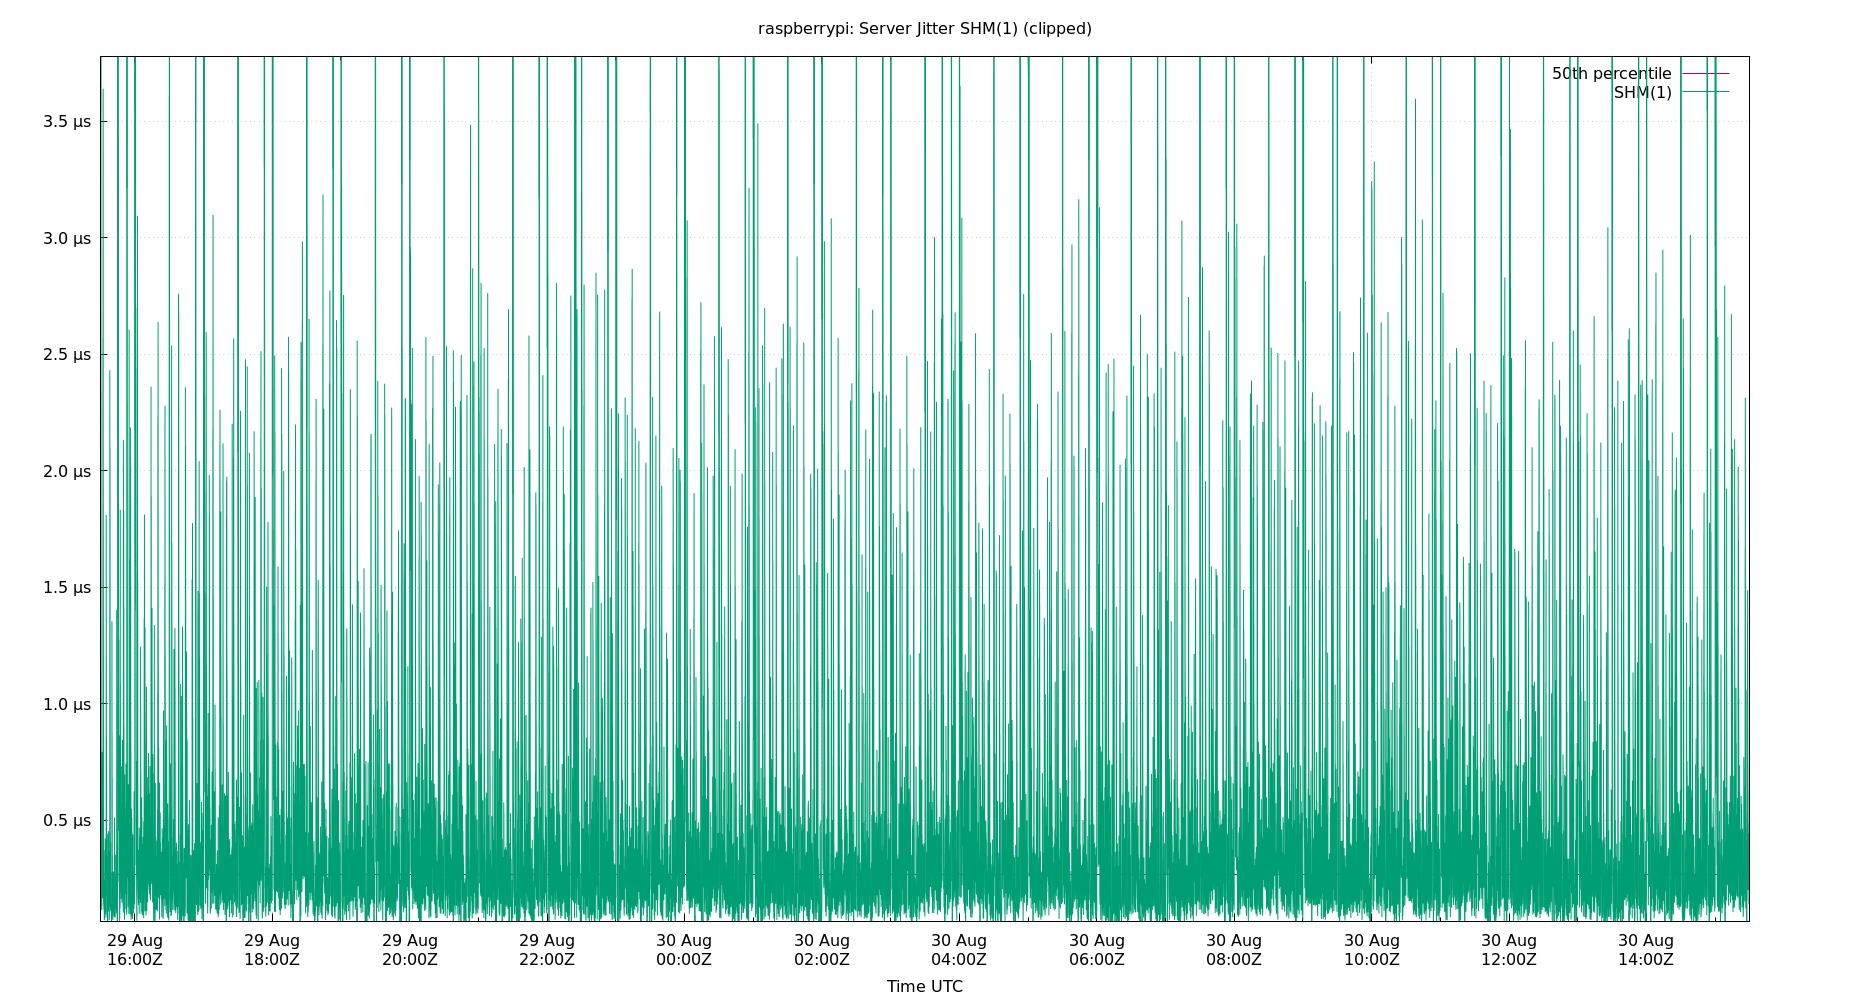 raspberrypi: Server Jitter SHM(1) (clipped)
50th percentile
SHM(1)
3.5 μs
3.0 μs
2.5 μs
2.0 μs
1.5 μs
1.0 μs
0.5 μs
29 Aug 29 Aug 29 Aug 29 Aug 30 Aug 30 Aug 30 Aug 30 Aug 30 Aug 30 Aug 30 Aug 30 Aug
16:00Z 18:00Z 20:00Z 22:00Z 00:00Z 02:00Z 04:00Z 06:00Z 08:00Z 10:00Z 12:00Z 14:00Z
Time UTC